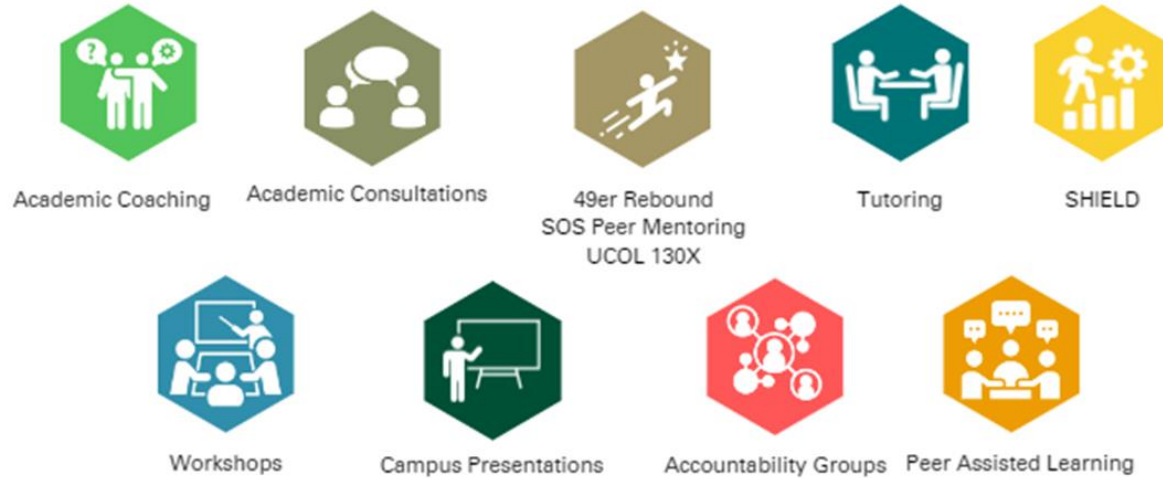 Academic Coaching
Academic Consultations
49er Rebound
SOS Peer Mentoring
UCOL 130X
Tutoring
SHIELD
Workshops
Campus Presentations
Accountability Groups
Peer Assisted Learning